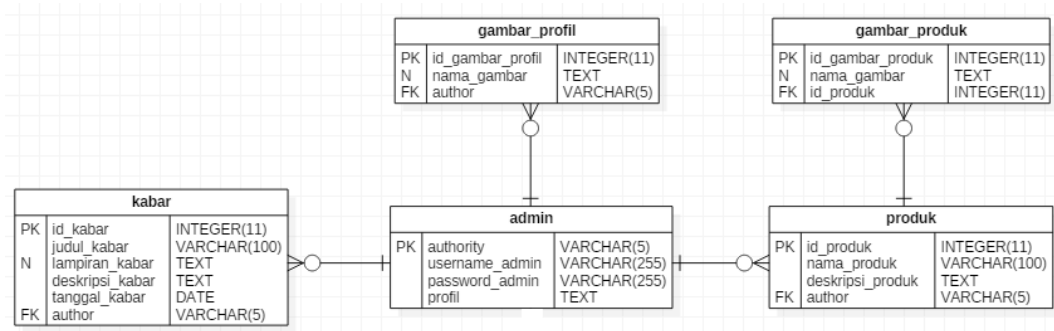 gambar_profil
PK id_gambar_profil INTEGER(11)
N nama_gambar TEXT
FK author VARCHAR(5)
gambar_produk
PK id_gambar_produk INTEGER(11)
N nama_gambar TEXT
FK id_produk INTEGER(11)
kabar
PK id_kabar INTEGER(11)
judul_kabar VARCHAR(100)
N lampiran_kabar TEXT
deskripsi_kabar TEXT
tanggal_kabar DATE
FK author VARCHAR(5)
admin
PK authority VARCHAR(5)
username_admin VARCHAR(255)
password_admin VARCHAR(255)
profil TEXT
produk
PK id_produk INTEGER(11)
nama_produk VARCHAR(100)
deskripsi_produk TEXT
FK author VARCHAR(5)